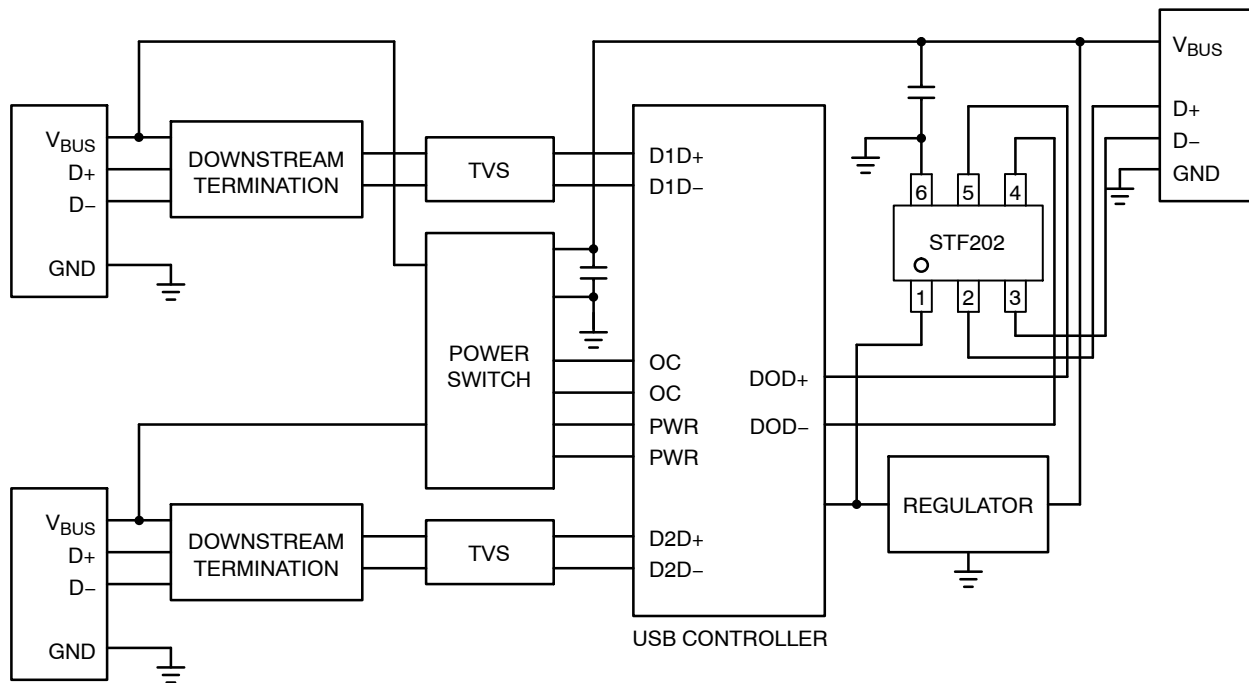 VBUS
D+
D−
GND
DOWNSTREAM
TERMINATION
TVS
POWER
SWITCH
D1D+
D1D−
OC
OC
PWR
PWR
D2D+
D2D−
DOD+
DOD−
USB CONTROLLER
6
5
4
STF202
1
2
3
REGULATOR
VBUS
D+
D−
GND
VBUS
D+
D−
GND
DOWNSTREAM
TERMINATION
TVS